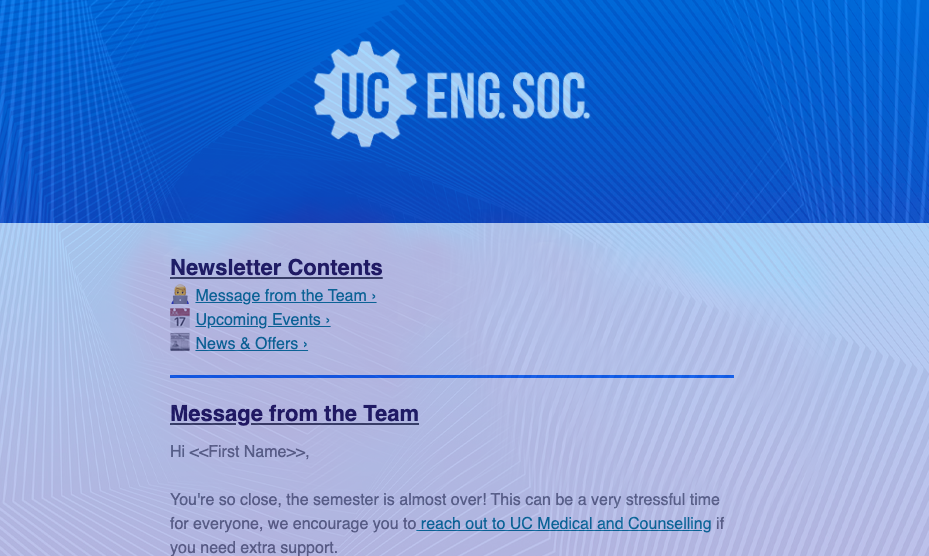 UC ENG. SOC.
Newsletter Contents
Message from the Team ›
17 Upcoming Events ›
News & Offers ›
Message from the Team
Hi <<First Name>>,
You're so close, the semester is almost over! This can be a very stressful time
for everyone, we encourage you to reach out to UC Medical and Counselling if
you need extra support.